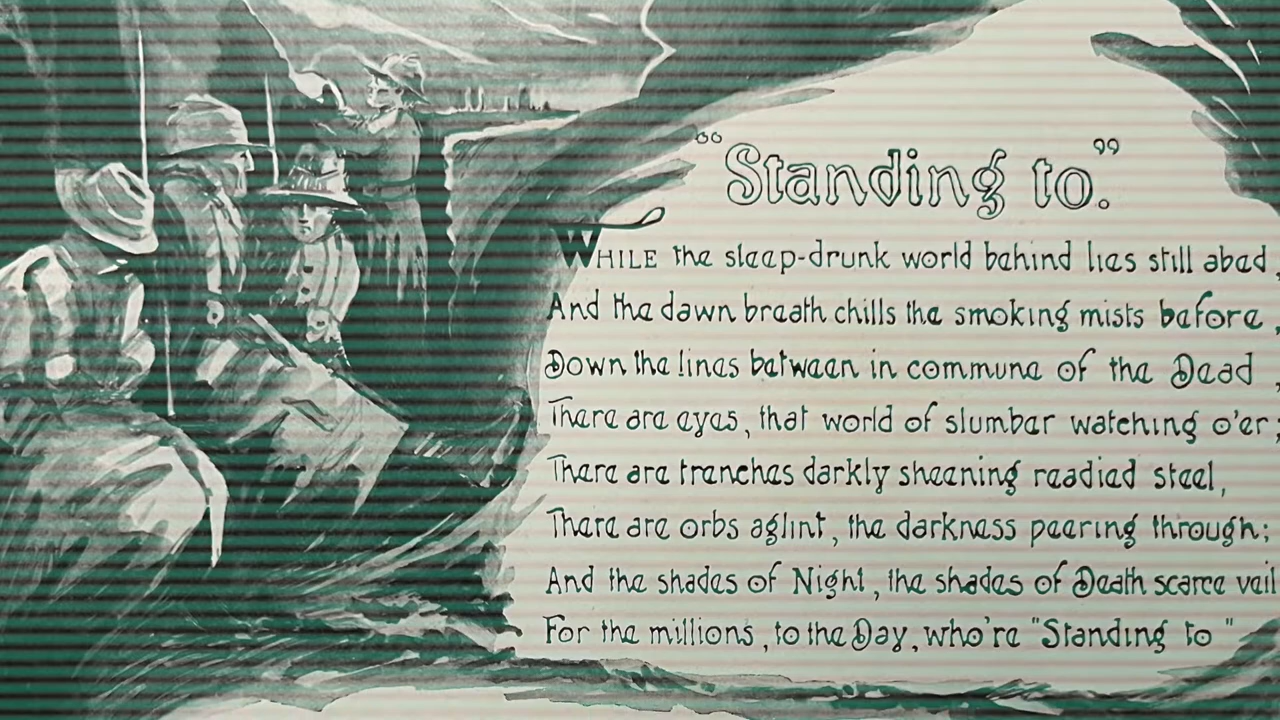 "Standing to."
WHILE the sleep-drunk world behind lies still abed,
And the dawn breath chills the smoking mists before,
Down the lines between in commune of the Dead,
There are eyes, that world of slumber watching o'er;
There are trenches darkly sheening readied steel,
There are orbs aglint, the darkness peering through;
And the shades of Night, the shades of Death scarce veil
For the millions, to the Day, who're "Standing to"